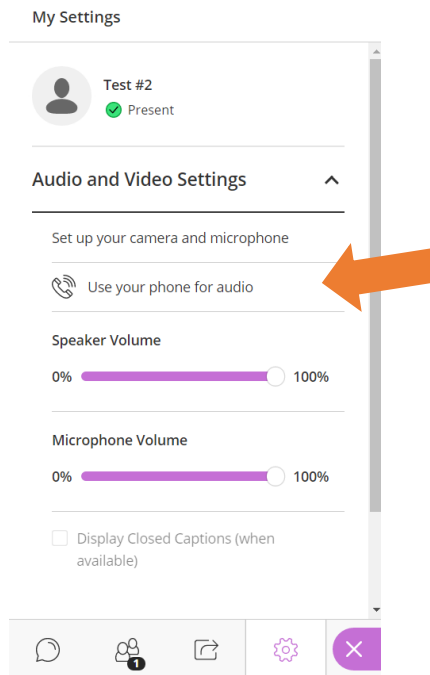 My Settings
Test #2
Present
Audio and Video Settings
Set up your camera and microphone
Use your phone for audio
Speaker Volume
0% 100%
Microphone Volume
0% 100%
Display Closed Captions (when
available)
1